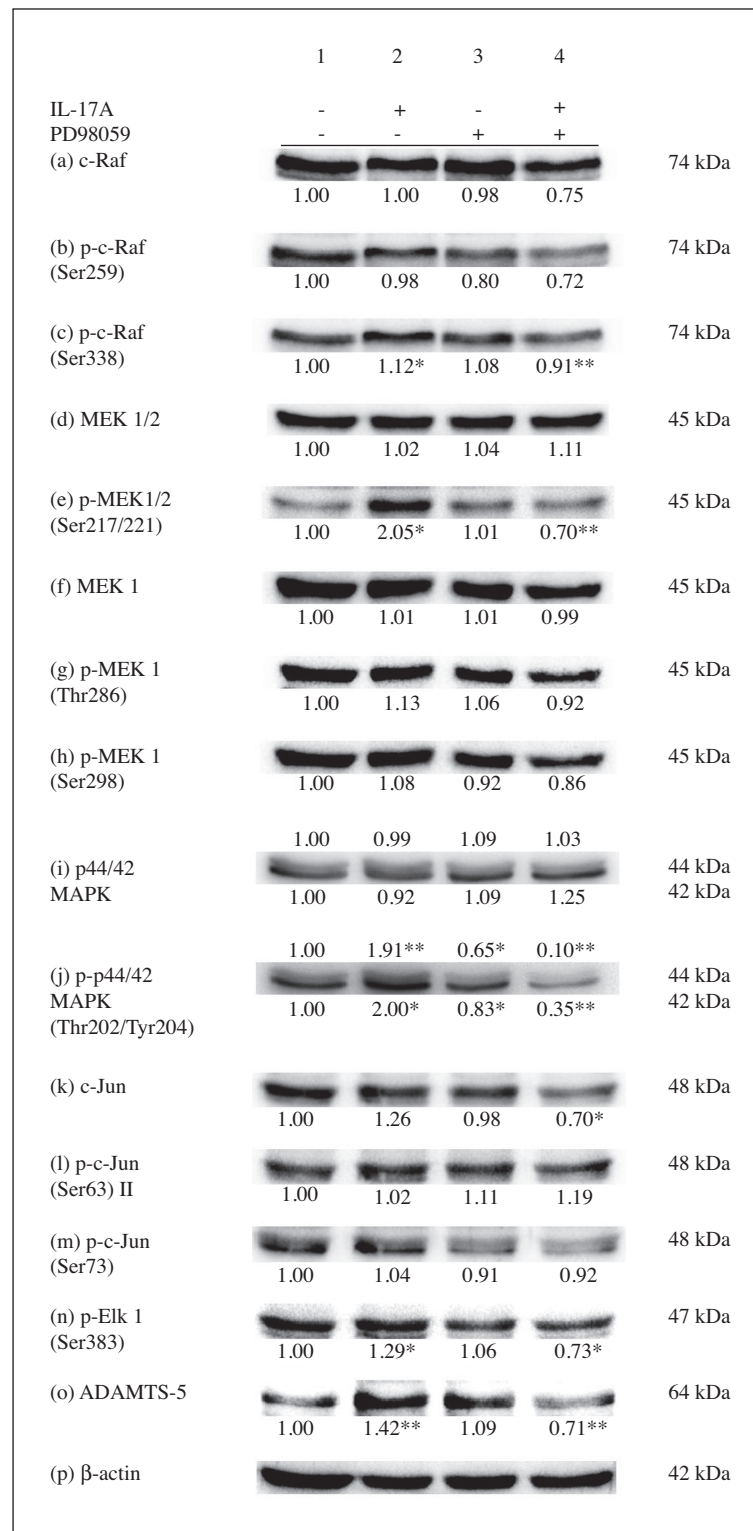 1 2 3 4
IL-17A - + - +
PD98059 - - + +
(a) c-Raf 74 kDa
1.00 1.00 0.98 0.75
(b) p-c-Raf 74 kDa
(Ser259)
1.00 0.98 0.80 0.72
(c) p-c-Raf 74 kDa
(Ser338)
1.00 1.12* 1.08 0.91**
(d) MEK 1/2 45 kDa
1.00 1.02 1.04 1.11
(e) p-MEK1/2 45 kDa
(Ser217/221)
1.00 2.05* 1.01 0.70**
(f) MEK 1 45 kDa
1.00 1.01 1.01 0.99
(g) p-MEK 1 45 kDa
(Thr286)
1.00 1.13 1.06 0.92
(h) p-MEK 1 45 kDa
(Ser298)
1.00 1.08 0.92 0.86
1.00 0.99 1.09 1.03
(i) p44/42 44 kDa
MAPK 1.00 0.92 1.09 1.25 42 kDa
1.00 1.91** 0.65* 0.10**
(j) p-p44/42 44 kDa
MAPK 1.00 2.00* 0.83* 0.35** 42 kDa
(Thr202/Tyr204)
(k) c-Jun 48 kDa
1.00 1.26 0.98 0.70*
(l) p-c-Jun 48 kDa
(Ser63) II 1.00 1.02 1.11 1.19
(m) p-c-Jun 48 kDa
(Ser73)
1.00 1.04 0.91 0.92
(n) p-Elk 1 47 kDa
(Ser383)
1.00 1.29* 1.06 0.73*
(o) ADAMTS-5 64 kDa
1.00 1.42** 1.09 0.71**
(p) β-actin 42 kDa